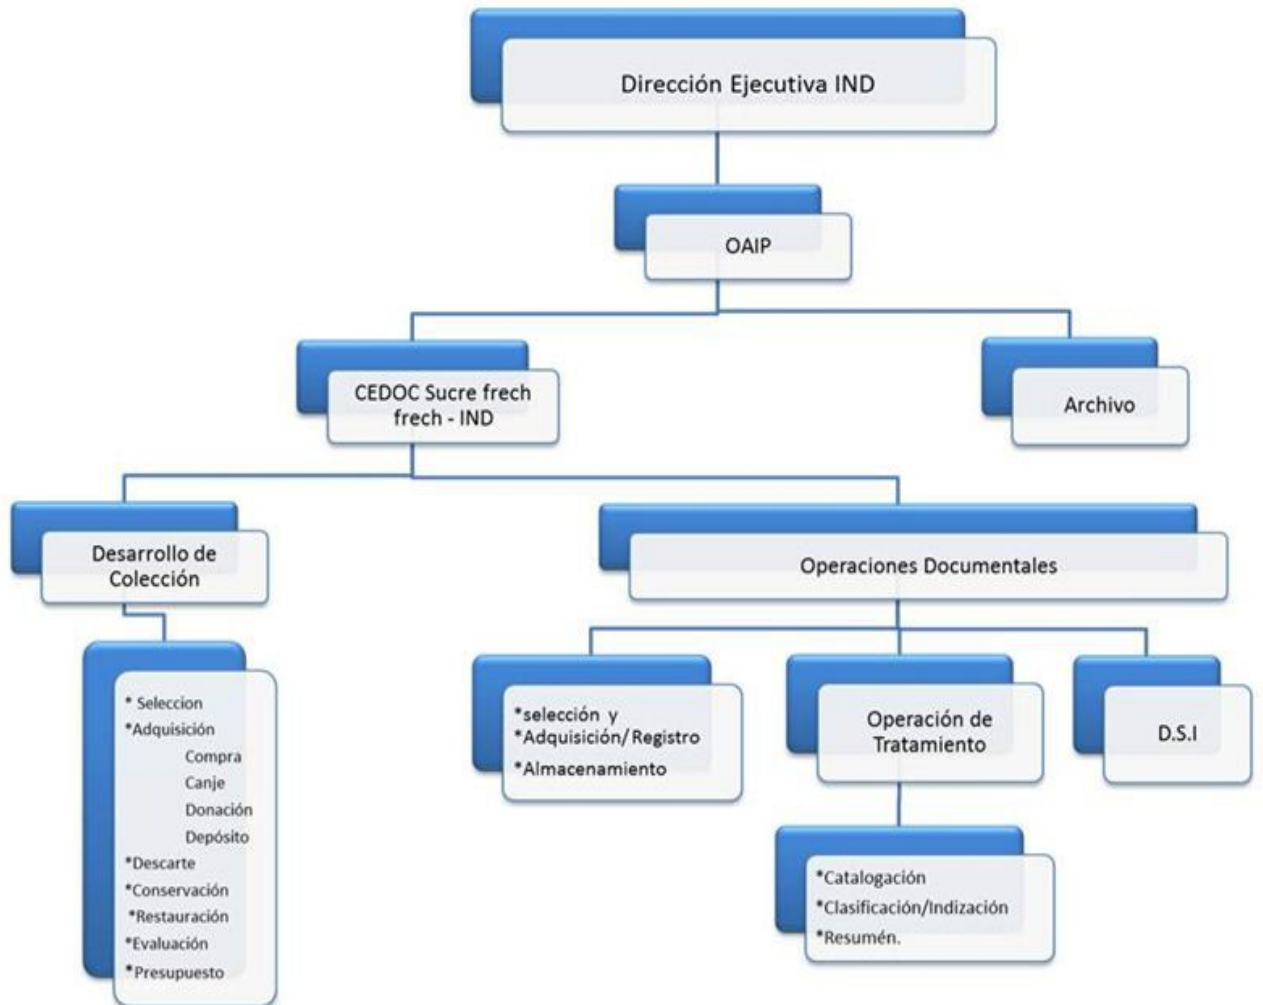 Dirección Ejecutiva IND
OAIP
CEDOC Sucre frech
frech - IND
Archivo
Desarrollo de
Colección
Operaciones Documentales
* Seleccion
*Adquisición
Compra
Canje
Donación
Depósito
*Descarte
*Conservación
*Restauración
*Evaluación
*Presupuesto
*selección y
*Adquisición/Registro
*Almacenamiento
Operación de
Tratamiento
D.S.I
*Catalogación
*Clasificación/Indización
*Resumén.